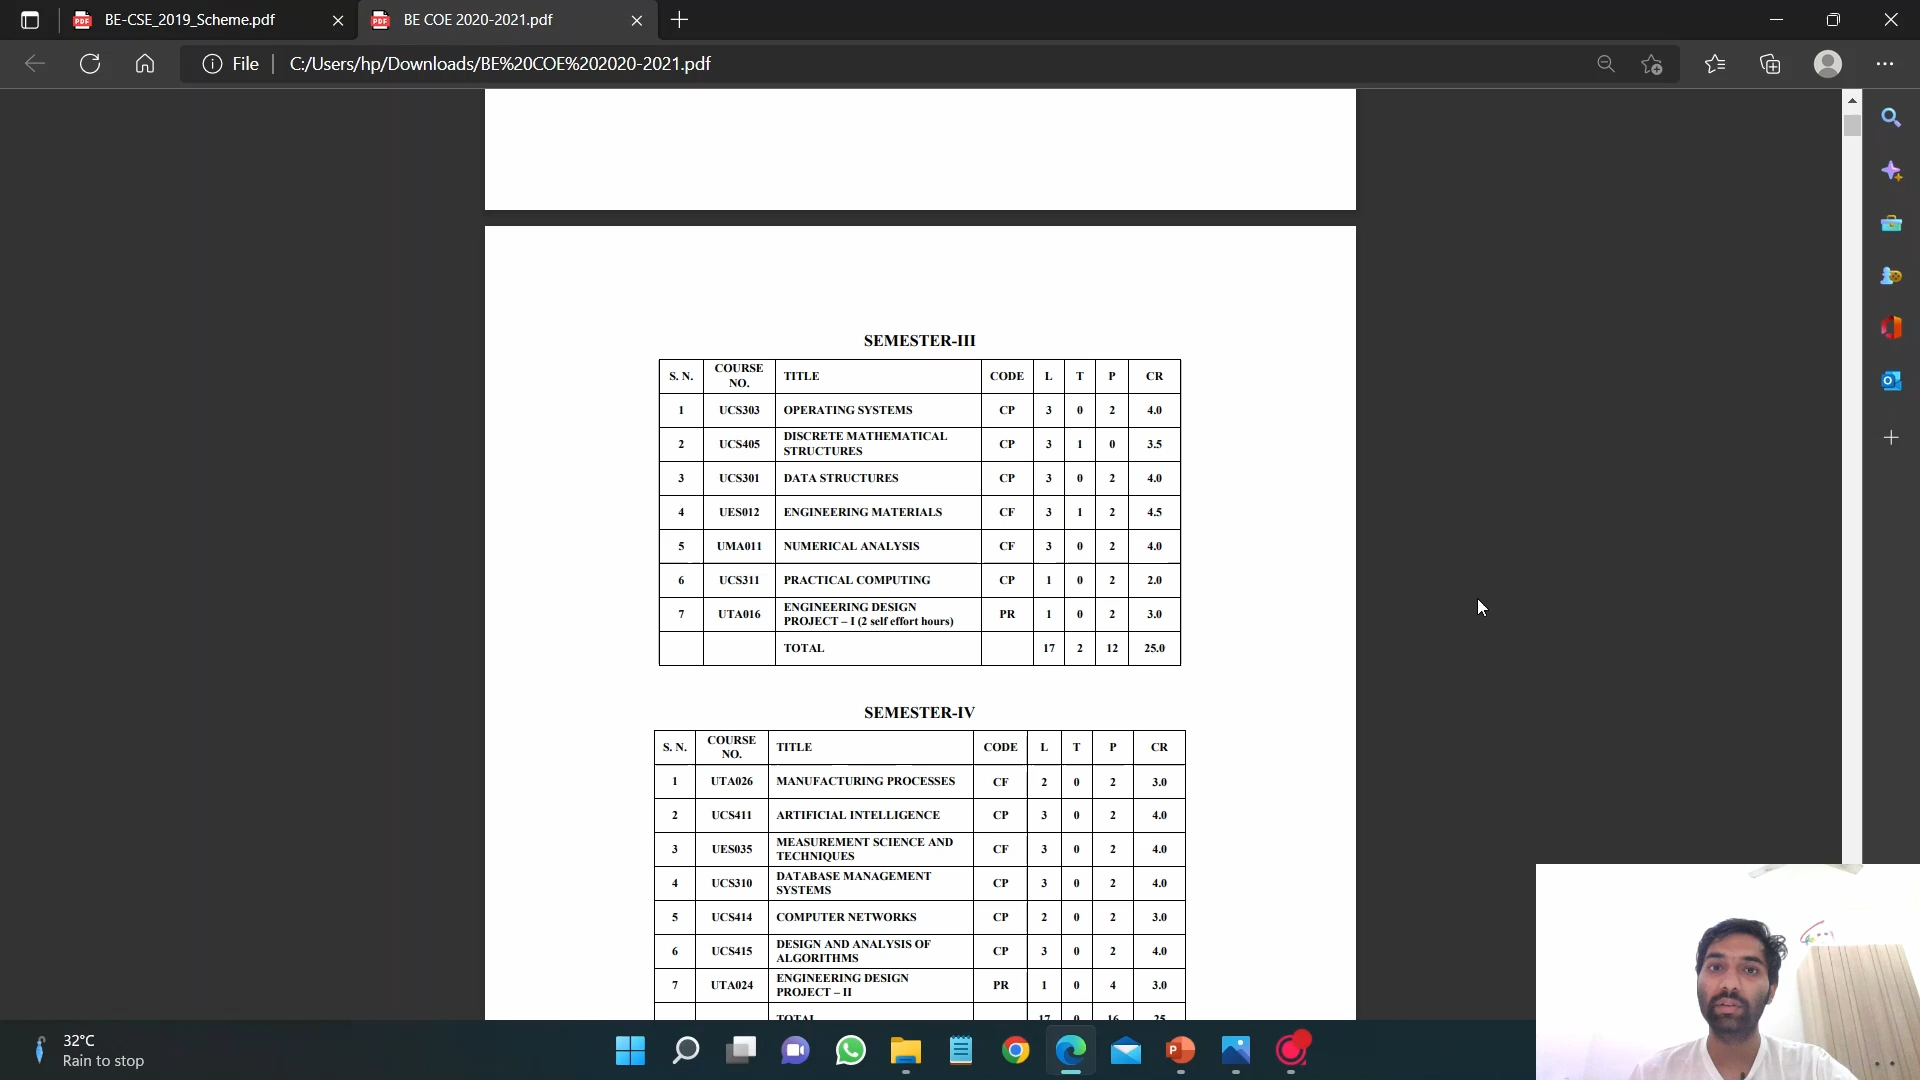 BE-CSE_2019_Scheme.pdf BE COE 2020-2021.pdf
File C:/Users/hp/Downloads/BE%20COE%202020-2021.pdf
SEMESTER-III
S. N. COURSE NO. TITLE CODE L T P CR
1 UCS303 OPERATING SYSTEMS CP 3 0 2 4.0
2 UCS405 DISCRETE MATHEMATICAL STRUCTURES CP 3 1 0 3.5
3 UCS301 DATA STRUCTURES CP 3 0 2 4.0
4 UES012 ENGINEERING MATERIALS CF 3 1 2 4.5
5 UMA011 NUMERICAL ANALYSIS CF 3 0 2 4.0
6 UCS311 PRACTICAL COMPUTING CP 1 0 2 2.0
7 UTA016 ENGINEERING DESIGN PROJECT – I (2 self effort hours) PR 1 0 2 3.0
TOTAL 17 2 12 25.0
SEMESTER-IV
S. N. COURSE NO. TITLE CODE L T P CR
1 UTA026 MANUFACTURING PROCESSES CF 2 0 2 3.0
2 UCS411 ARTIFICIAL INTELLIGENCE CP 3 0 2 4.0
3 UES035 MEASUREMENT SCIENCE AND TECHNIQUES CF 3 0 2 4.0
4 UCS310 DATABASE MANAGEMENT SYSTEMS CP 3 0 2 4.0
5 UCS414 COMPUTER NETWORKS CP 2 0 2 3.0
6 UCS415 DESIGN AND ANALYSIS OF ALGORITHMS CP 3 0 2 4.0
7 UTA024 ENGINEERING DESIGN PROJECT – II PR 1 0 4 3.0
TOTAL 17 0 16 25
32°C
Rain to stop